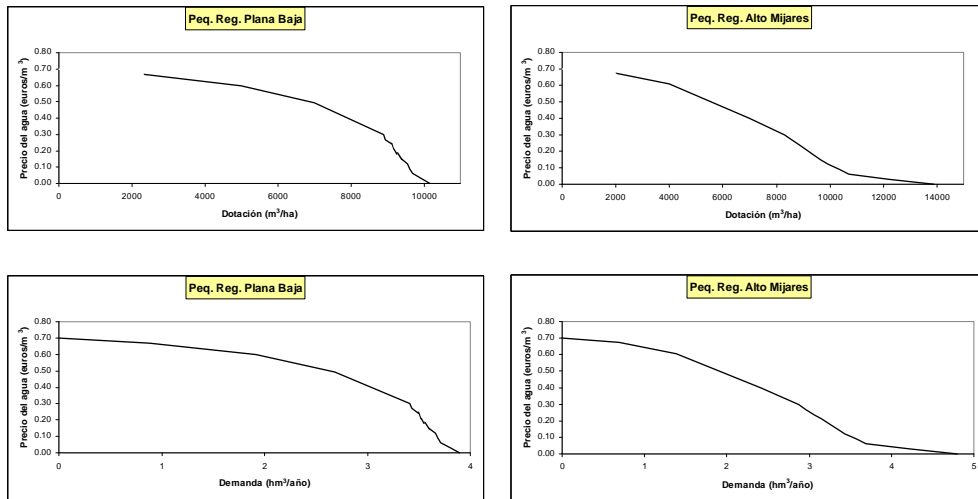 Peq. Reg. Plana Baja
Precio del agua (euros/m³)
0.80
0.70
0.60
0.50
0.40
0.30
0.20
0.10
0.00
0 2000 4000 6000 8000 10000
Dotación (m³/ha)
Peq. Reg. Alto Mijares
Precio del agua (euros/m³)
0.80
0.70
0.60
0.50
0.40
0.30
0.20
0.10
0.00
0 2000 4000 6000 8000 10000 12000 14000
Dotación (m³/ha)
Peq. Reg. Plana Baja
Precio del agua (euros/m³)
0.80
0.70
0.60
0.50
0.40
0.30
0.20
0.10
0.00
0 1 2 3 4
Demanda (hm³/año)
Peq. Reg. Alto Mijares
Precio del agua (euros/m³)
0.80
0.70
0.60
0.50
0.40
0.30
0.20
0.10
0.00
0 1 2 3 4 5
Demanda (hm³/año)